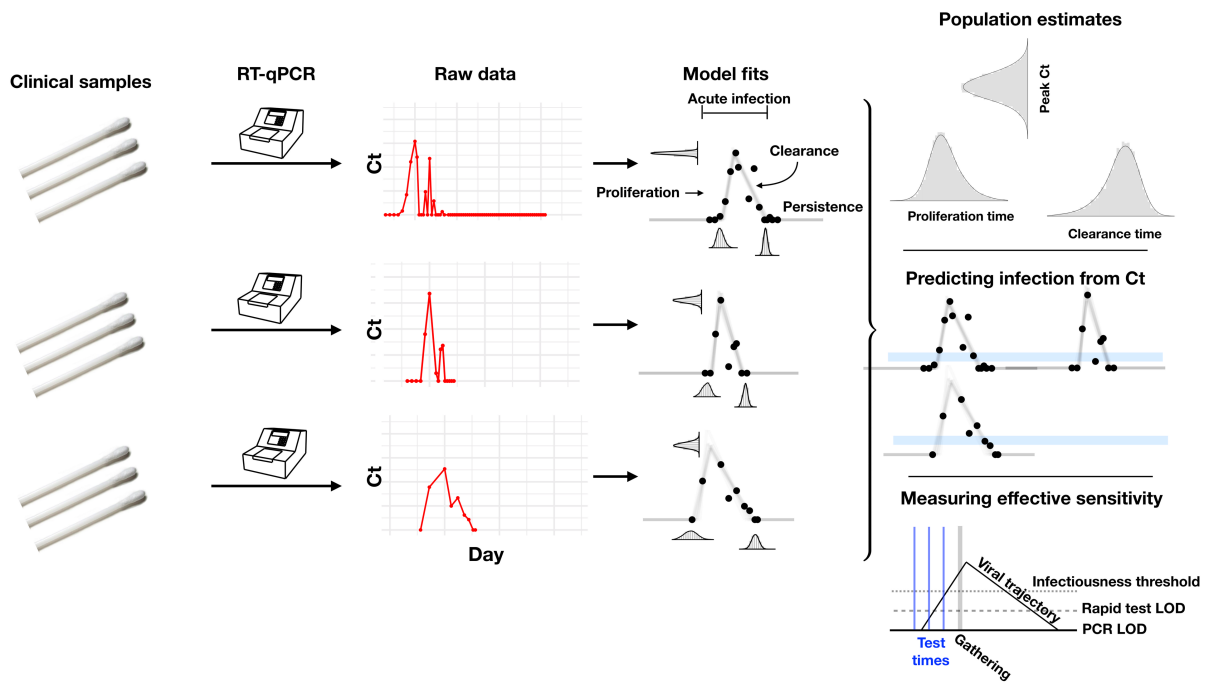 Clinical samples
RT-qPCR
Raw data
Model fits
Acute infection
Ct
Proliferation
Clearance
Persistence
Ct
Ct
Day
Population estimates
Peak Ct
Proliferation time
Clearance time
Predicting infection from Ct
Measuring effective sensitivity
Viral trajectory
Infectiousness threshold
Rapid test LOD
PCR LOD
Test
times
Gathering